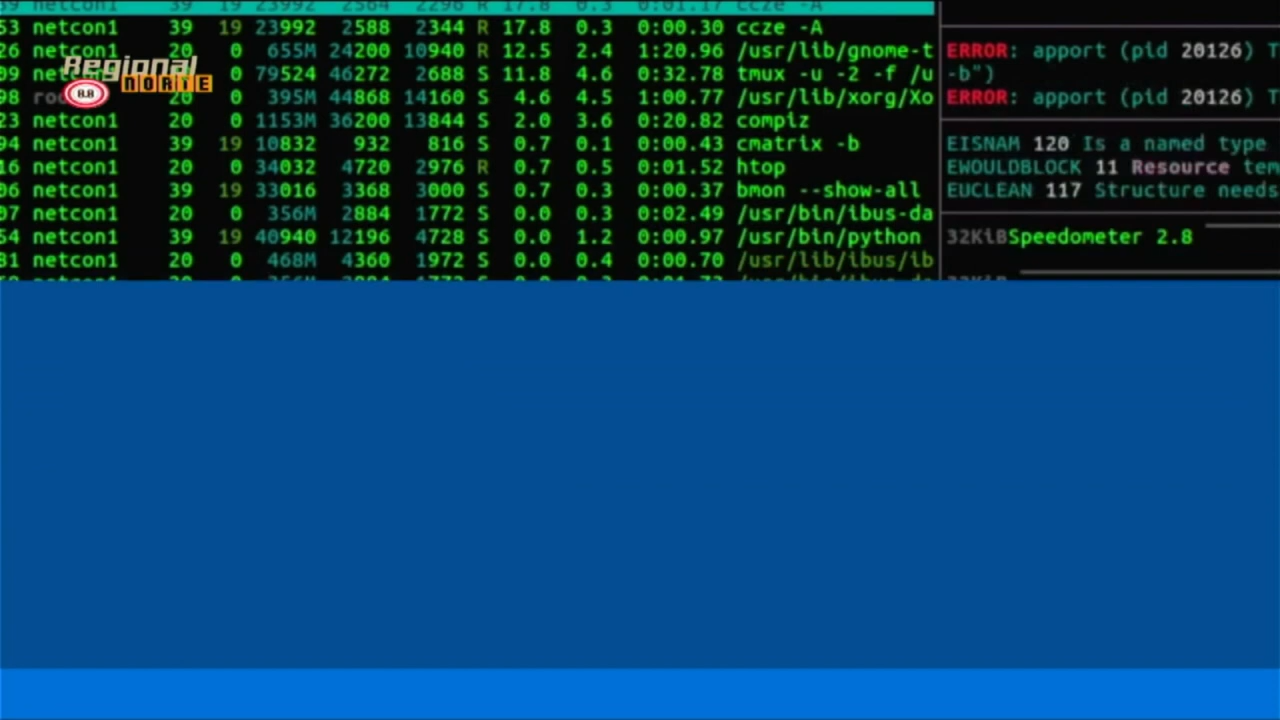 59 netcon1 39 19 23992 2564 2296 R 17.8 0.3 0:01.17 ccze -A
53 netcon1 39 19 23992 2588 2344 R 17.8 0.3 0:00.30 ccze -A
26 netcon1 20 0 655M 24200 10940 R 12.5 2.4 1:20.96 /usr/lib/gnome-t
09 netcon1 20 0 79524 46272 2688 S 11.8 4.6 0:32.78 tmux -u -2 -f /u
98 roo 20 0 395M 44868 14160 S 4.6 4.5 1:00.77 /usr/lib/xorg/Xo
23 netcon1 20 0 1153M 36200 13844 S 2.0 3.6 0:20.82 compiz
94 netcon1 39 19 10832 932 816 S 0.7 0.1 0:00.43 cmatrix -b
16 netcon1 20 0 34032 4720 2976 R 0.7 0.5 0:01.52 htop
06 netcon1 39 19 33016 3368 3000 S 0.7 0.3 0:00.37 bmon --show-all
07 netcon1 20 0 356M 2884 1772 S 0.0 0.3 0:02.49 /usr/bin/ibus-da
54 netcon1 39 19 40940 12196 4728 S 0.0 1.2 0:00.97 /usr/bin/python
81 netcon1 20 0 468M 4360 1972 S 0.0 0.4 0:00.70 /usr/lib/ibus/ib
Regional
NORTE
8.8
ERROR: apport (pid 20126) T
-b")
ERROR: apport (pid 20126) T
EISNAM 120 Is a named type
EWOULDBLOCK 11 Resource tem
EUCLEAN 117 Structure needs
32KiBSpeedometer 2.8